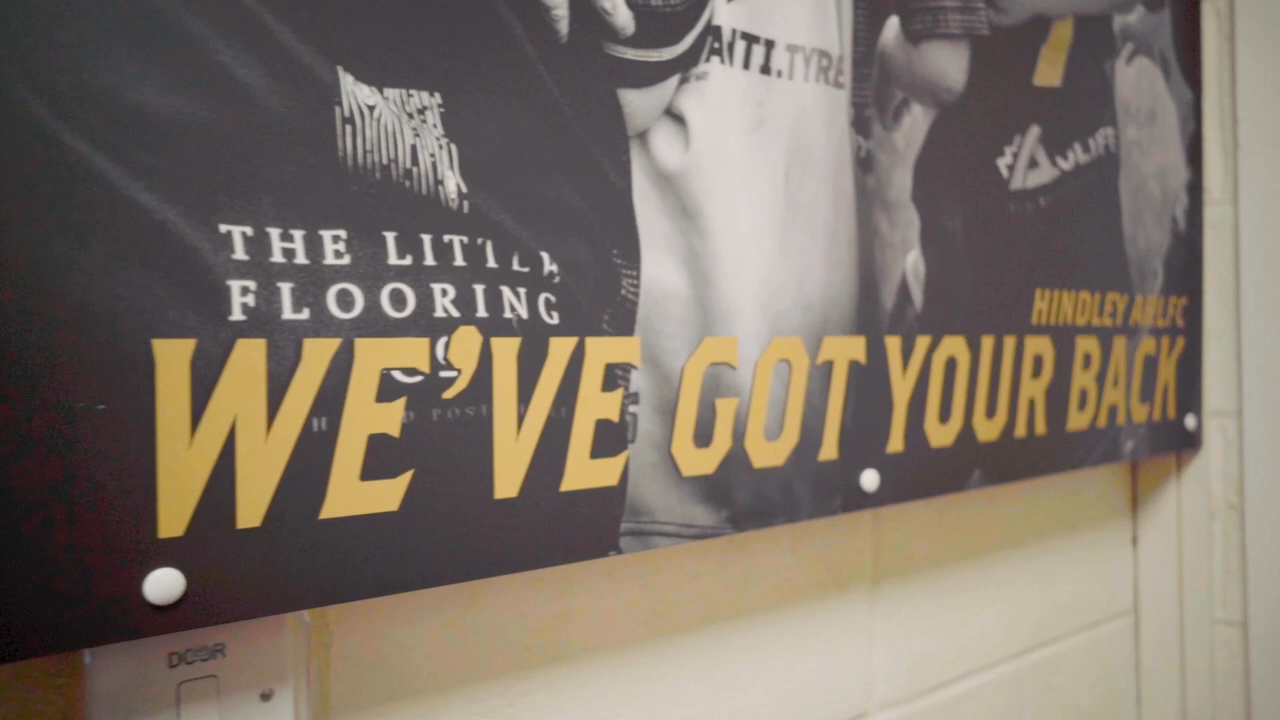 ANTI.TYRE
THE LITTLE
FLOORING
HINDLEY ARLFC
WE'VE GOT YOUR BACK
DOOR